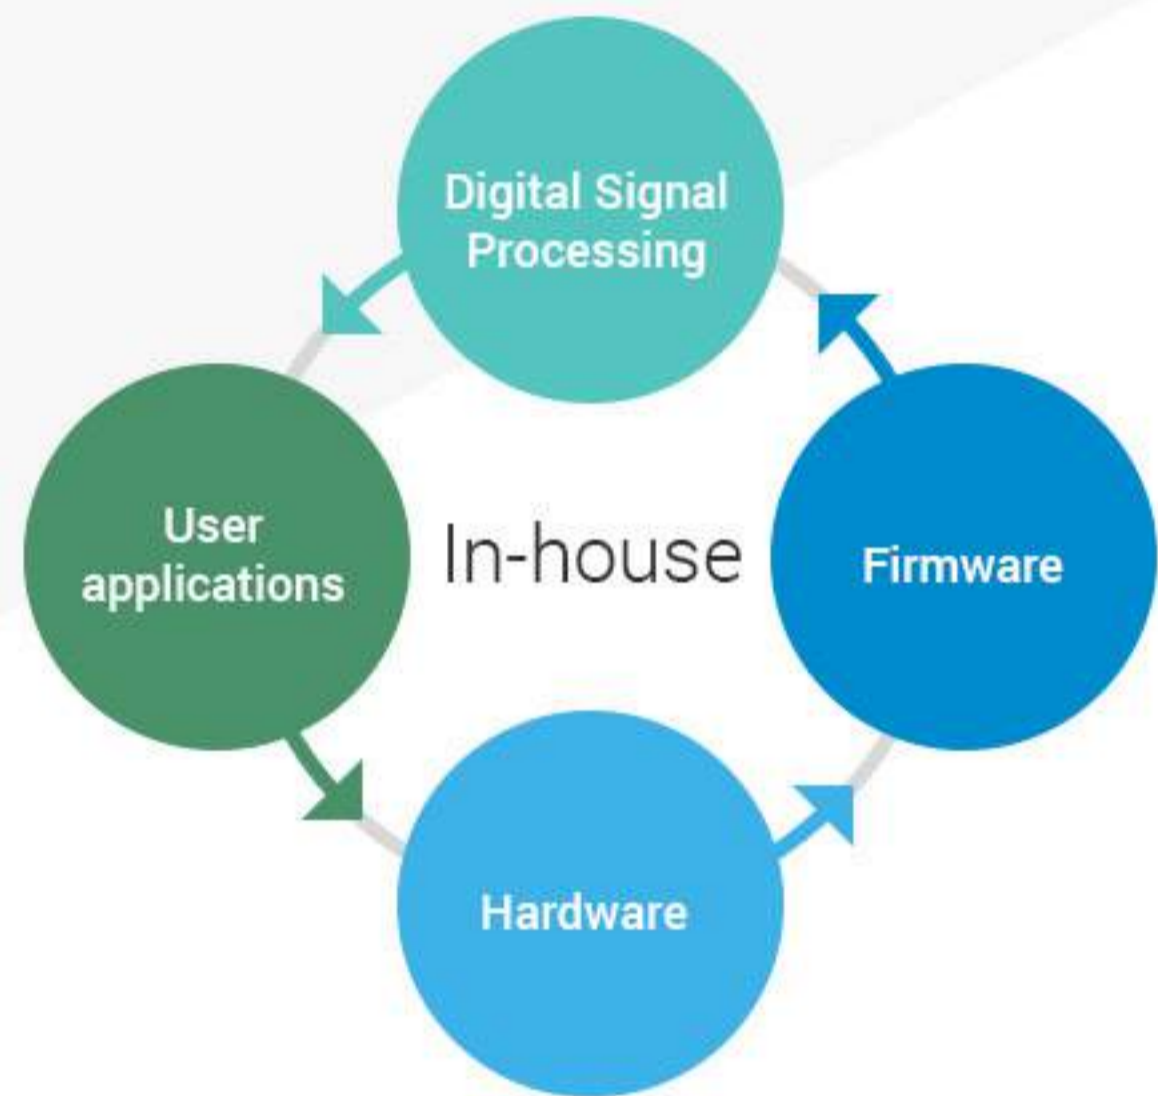 Digital Signal
Processing
User
applications
In-house
Firmware
Hardware